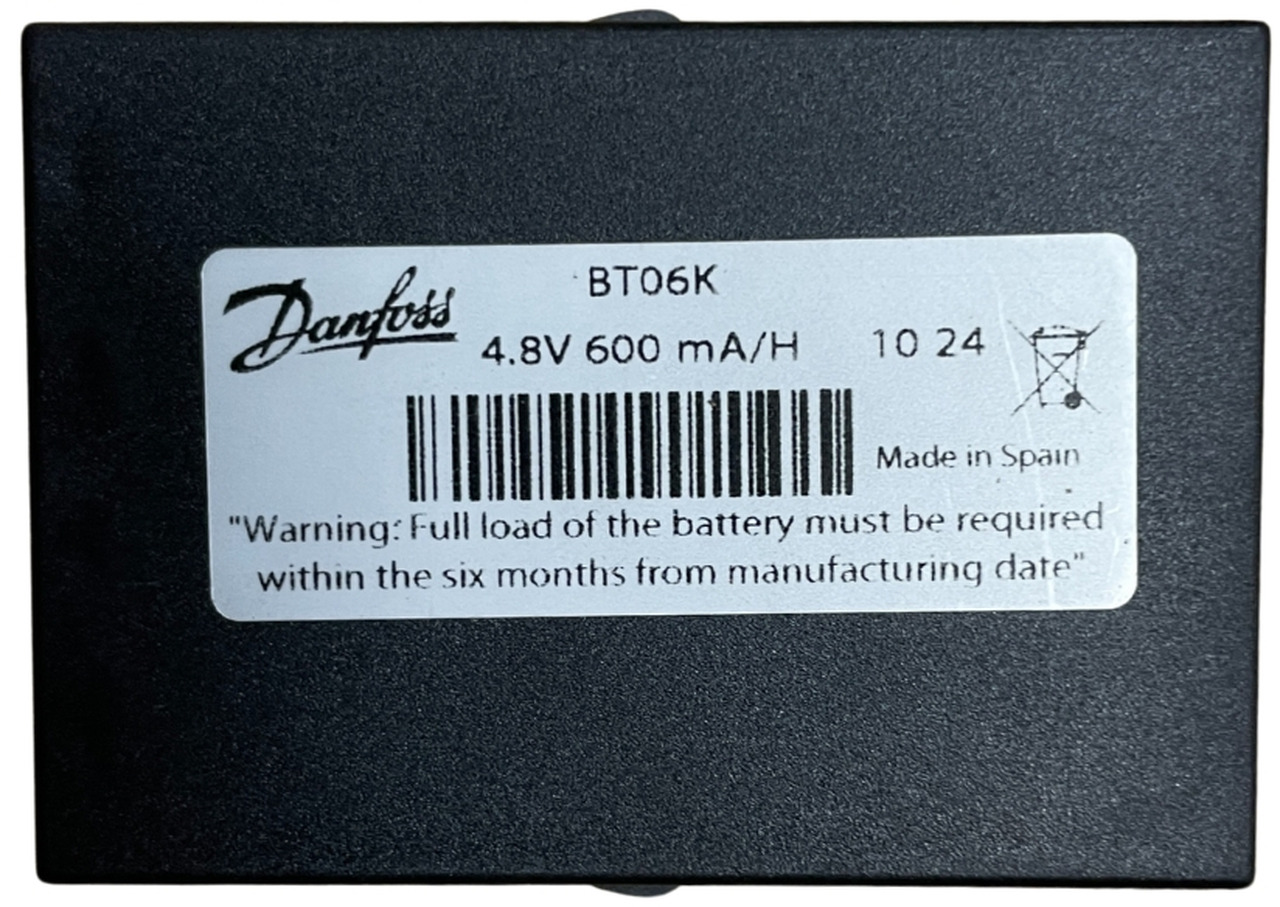 Danfoss
BT06K
4.8V 600 mA/H 10 24
Made in Spain
"Warning: Full load of the battery must be required
within the six months from manufacturing date"